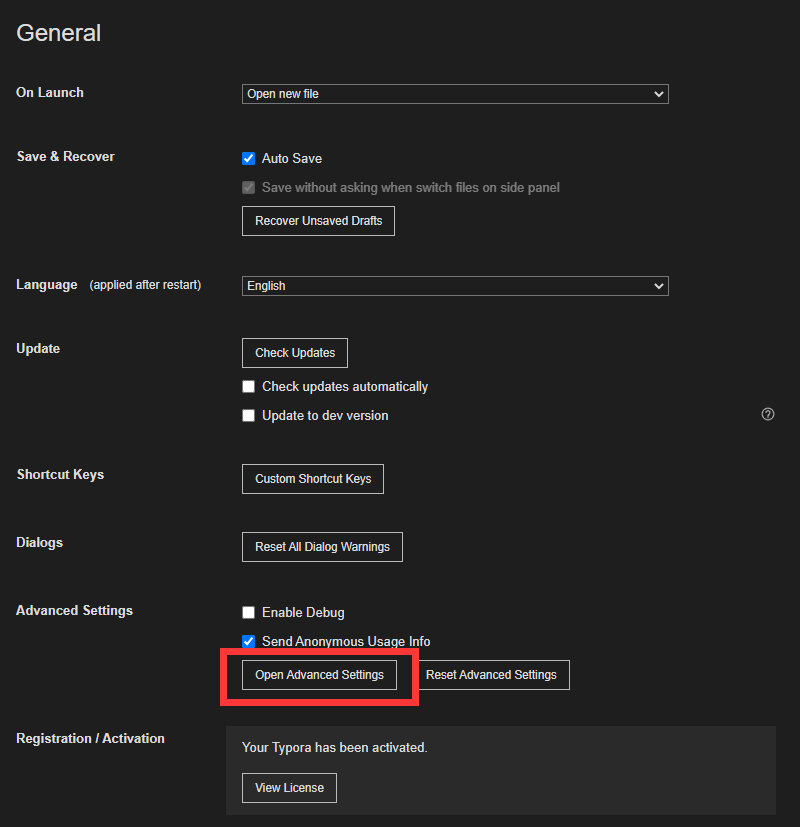 General
On Launch
Open new file
Save & Recover
Auto Save
Save without asking when switch files on side panel
Recover Unsaved Drafts
Language (applied after restart)
English
Update
Check Updates
Check updates automatically
Update to dev version
Shortcut Keys
Custom Shortcut Keys
Dialogs
Reset All Dialog Warnings
Advanced Settings
Enable Debug
Send Anonymous Usage Info
Open Advanced Settings Reset Advanced Settings
Registration / Activation
Your Typora has been activated.
View License